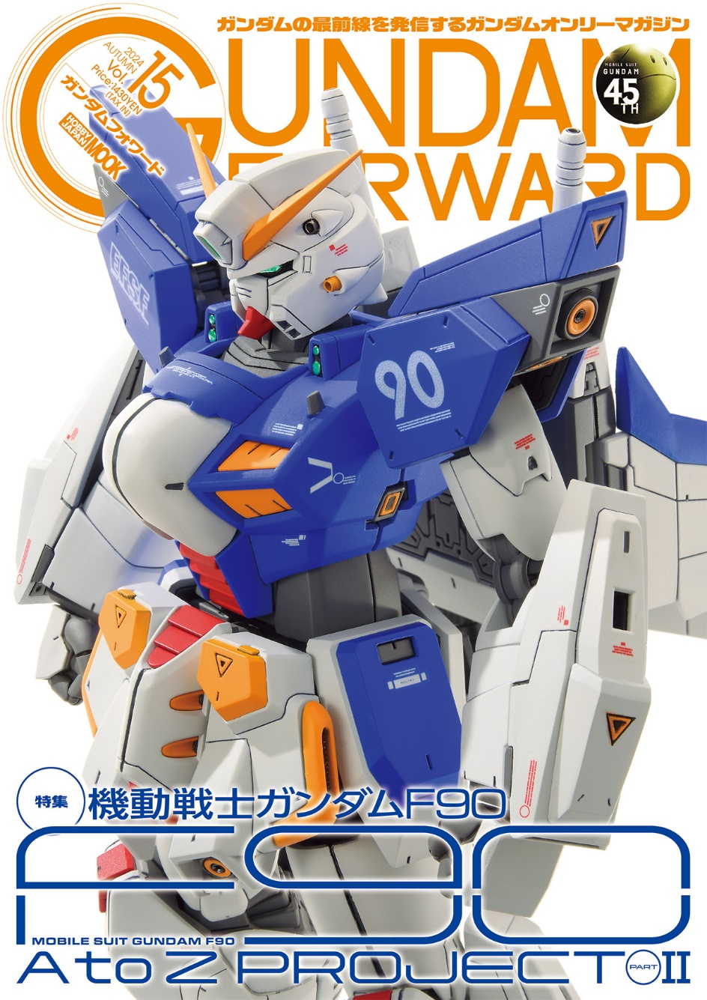 ガンダムの最前線を発信するガンダムオンリーマガジン
GUNDAM
FORWARD
2024
AUTUMN
Vol. 15
Price:1430YEN
(TAX IN)
ガンダムフォワード
HOBBY
JAPAN
MOOK
MOBILE SUIT
GUNDAM
45
TH
EFSF
90
特集
機動戦士ガンダムF90
F90
MOBILE SUIT GUNDAM F90
A to Z PROJECT PART II